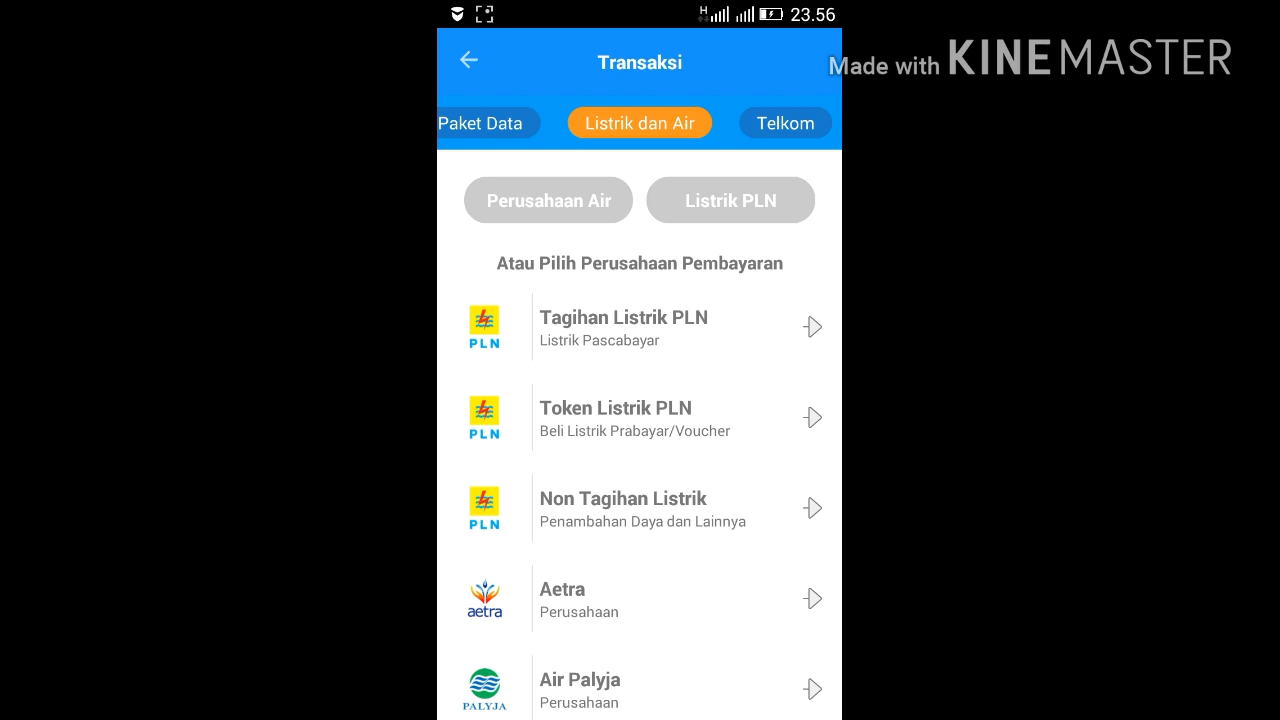 H
23.56
Transaksi
Made with KINEMASTER
Paket Data
Listrik dan Air
Telkom
Perusahaan Air
Listrik PLN
Atau Pilih Perusahaan Pembayaran
PLN
Tagihan Listrik PLN
Listrik Pascabayar
PLN
Token Listrik PLN
Beli Listrik Prabayar/Voucher
PLN
Non Tagihan Listrik
Penambahan Daya dan Lainnya
aetra
Aetra
Perusahaan
PALYJA
Air Palyja
Perusahaan